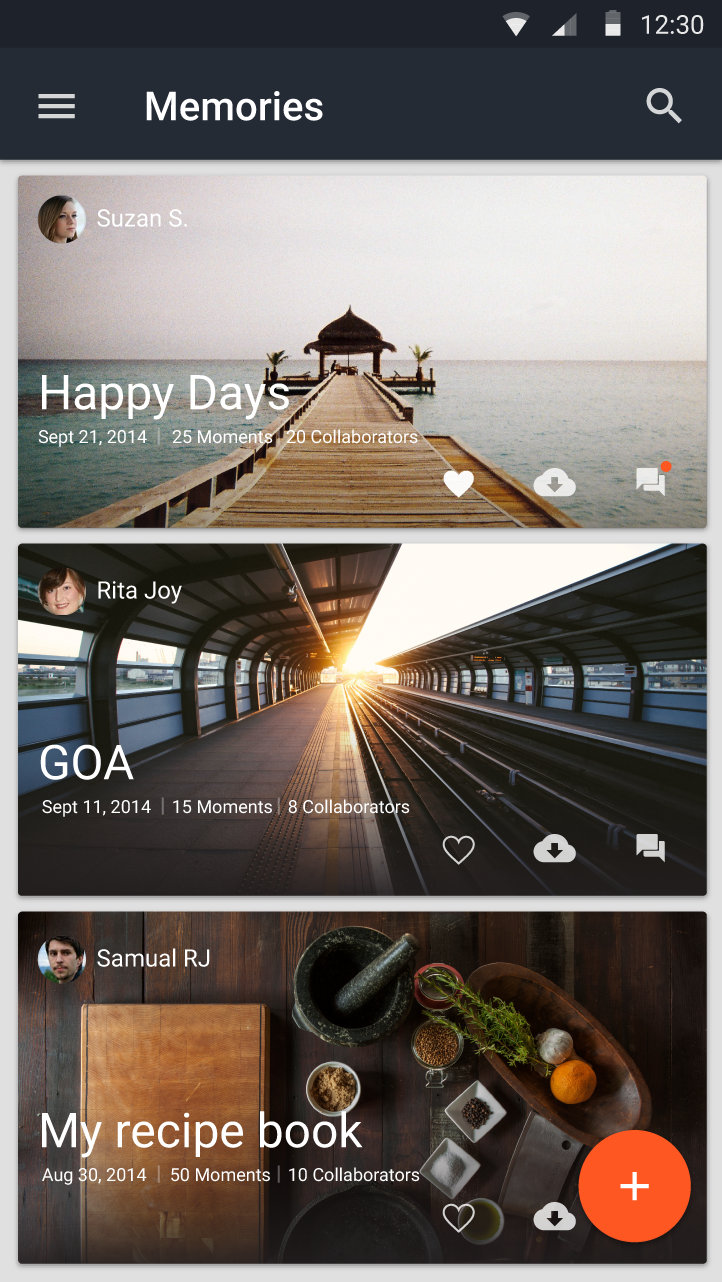 12:30
Memories
Suzan S.
Happy Days
Sept 21, 2014 | 25 Moments | 20 Collaborators
Rita Joy
GOA
Sept 11, 2014 | 15 Moments | 8 Collaborators
Samual RJ
My recipe book
Aug 30, 2014 | 50 Moments | 10 Collaborators